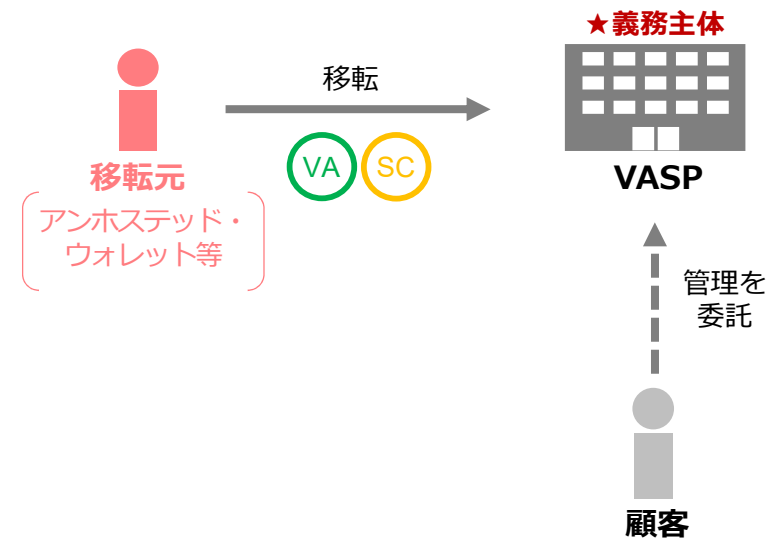 ★義務主体
移転
VA
SC
移転元
アンホステッド・
ウォレット等
VASP
管理を
委託
顧客